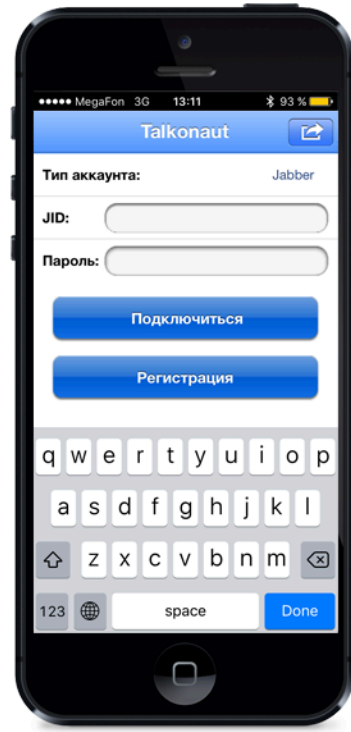 MegaFon 3G 13:11 93 %
Talkonaut
Тип аккаунта: Jabber
JID:
Пароль:
Подключиться
Регистрация
q w e r t y u i o p
a s d f g h j k l
z x c v b n m
123 space Done